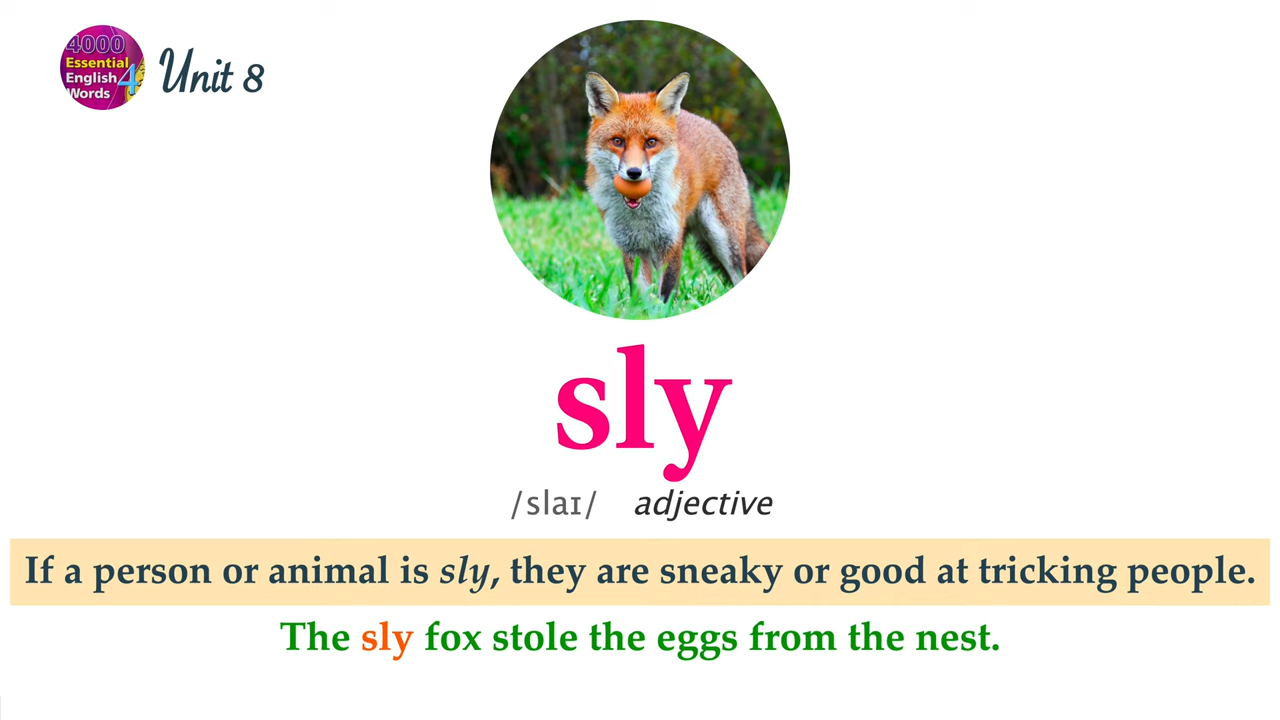 4000
Essential
English 4
Words
Unit 8
sly
/slaɪ/ adjective
If a person or animal is sly, they are sneaky or good at tricking people.
The sly fox stole the eggs from the nest.